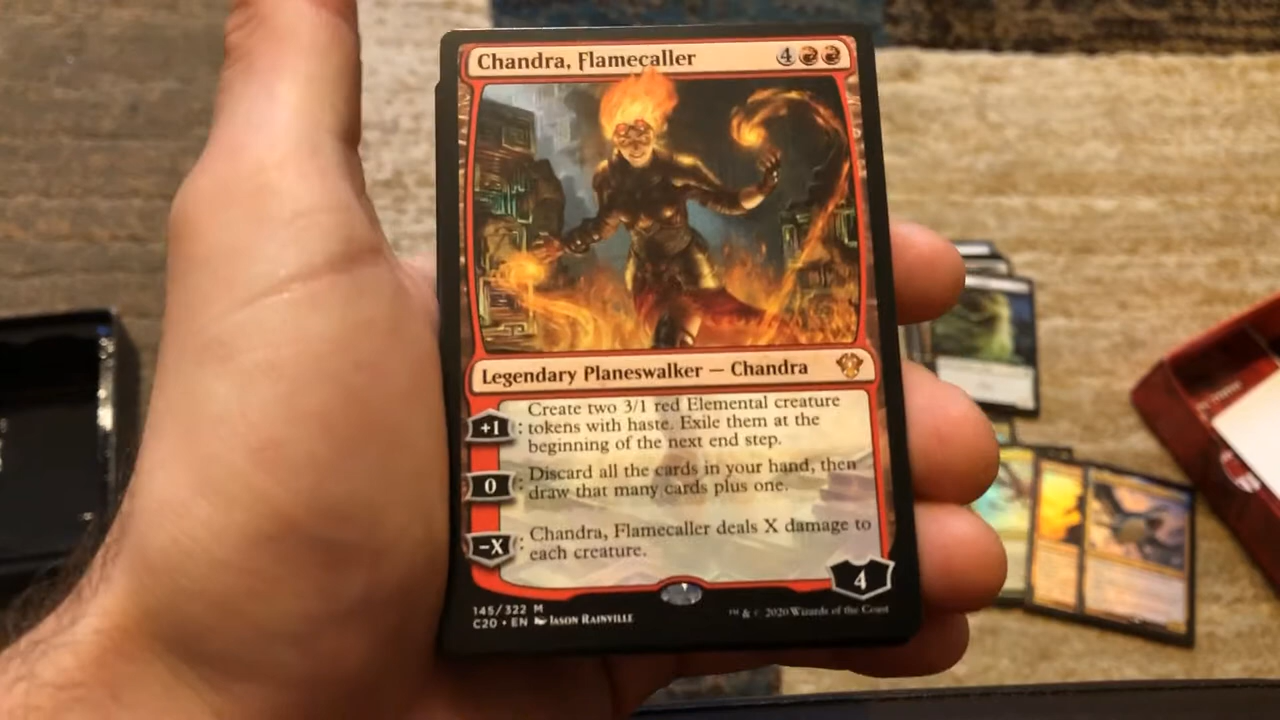 Chandra, Flamecaller 4
Legendary Planeswalker — Chandra
+1: Create two 3/1 red Elemental creature
tokens with haste. Exile them at the
beginning of the next end step.
0: Discard all the cards in your hand, then
draw that many cards plus one.
-X: Chandra, Flamecaller deals X damage to
each creature.
4
145/322 M
C20 • EN Jason Rainville
™ & © 2020 Wizards of the Coast